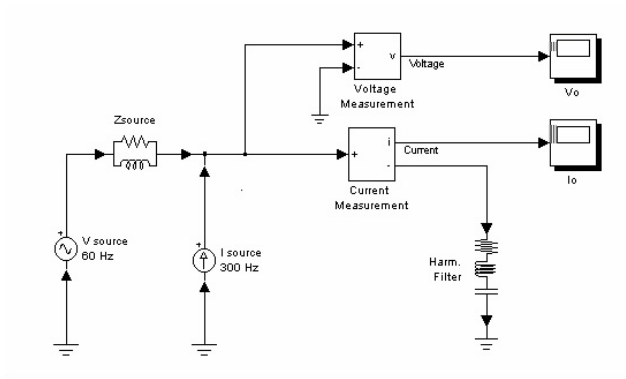 +
v
-
Voltage
Voltage
Measurement
Vo
Zsource
+
i
-
Current
Current
Measurement
Io
+
V source
60 Hz
+
I source
300 Hz
Harm.
Filter